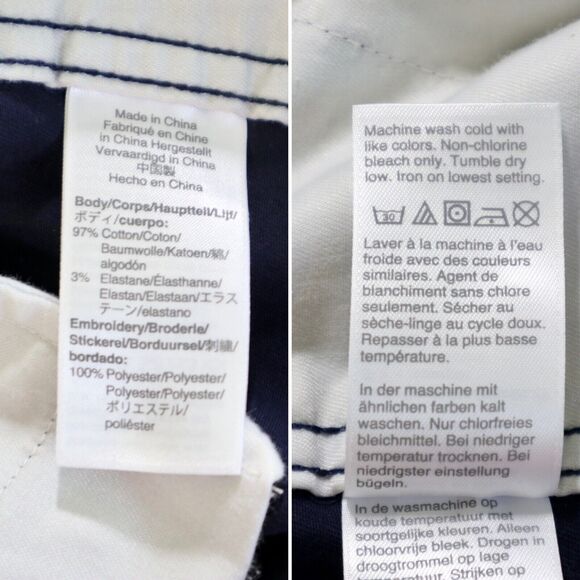 Made in China
Fabriqué en Chine
in China Hergestellt
Vervaardigd in China
中国製
Hecho en China
Body/Corps/Hauptteil/Lijf/
ボディ/cuerpo:
97% Cotton/Coton/
Baumwolle/Katoen/綿/
algodón
3% Elastane/Élasthanne/
Elastan/Elastaan/エラス
テーン/elastano
Embroidery/Broderie/
Stickerei/Borduursel/刺繍/
bordado:
100% Polyester/Polyester/
Polyester/Polyester/
ポリエステル/
poliéster
Machine wash cold with
like colors. Non-chlorine
bleach only. Tumble dry
low. Iron on lowest setting.
30
Laver à la machine à l'eau
froide avec des couleurs
similaires. Agent de
blanchiment sans chlore
seulement. Sécher au
sèche-linge au cycle doux.
Repasser à la plus basse
température.
In der maschine mit
ähnlichen farben kalt
waschen. Nur chlorfreies
bleichmittel. Bei niedriger
temperatur trocknen. Bei
niedrigster einstellung
bügeln.
In de wasmachine op
koude temperatuur met
soortgelijke kleuren. Alleen
chloorvrije bleek. Drogen in
droogtrommel op lage
temperatuur. Strijken op